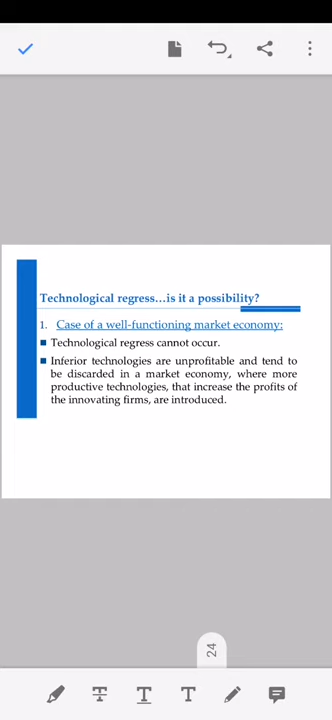 Technological regress…is it a possibility?
1. Case of a well-functioning market economy:
Technological regress cannot occur.
Inferior technologies are unprofitable and tend to
be discarded in a market economy, where more
productive technologies, that increase the profits of
the innovating firms, are introduced.
24
T
T
T